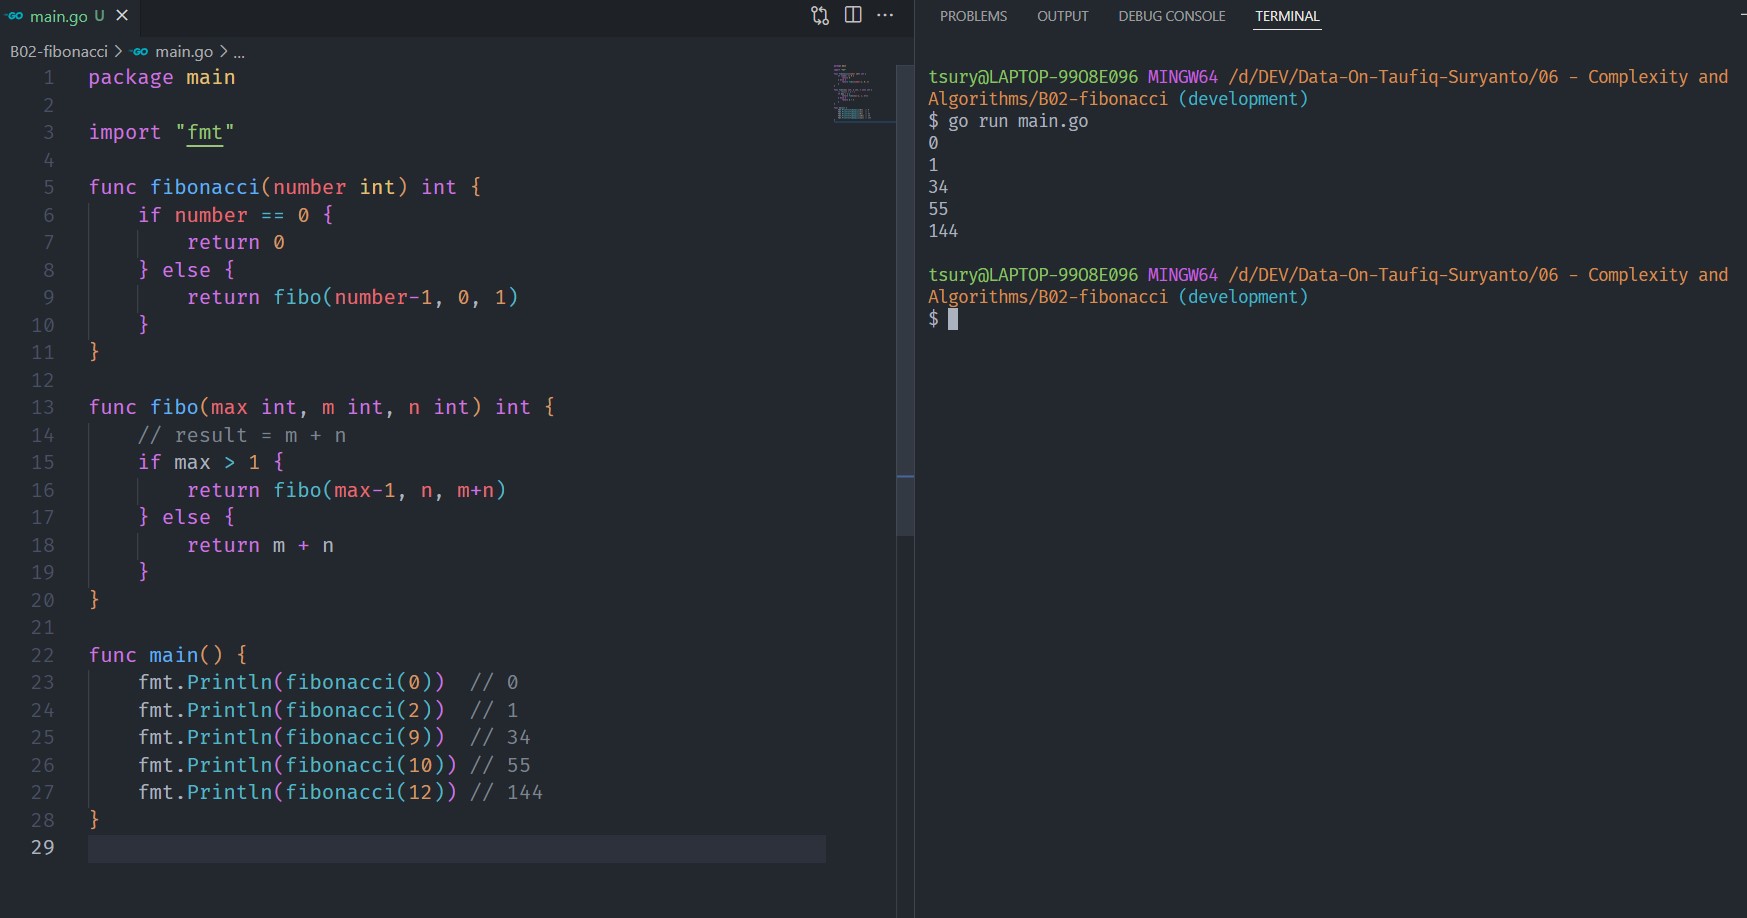 main.go U
B02-fibonacci > main.go > ...
1 package main
2
3 import "fmt"
4
5 func fibonacci(number int) int {
6     if number == 0 {
7         return 0
8     } else {
9         return fibo(number-1, 0, 1)
10     }
11 }
12
13 func fibo(max int, m int, n int) int {
14     // result = m + n
15     if max > 1 {
16         return fibo(max-1, n, m+n)
17     } else {
18         return m + n
19     }
20 }
21
22 func main() {
23     fmt.Println(fibonacci(0))  // 0
24     fmt.Println(fibonacci(2))  // 1
25     fmt.Println(fibonacci(9))  // 34
26     fmt.Println(fibonacci(10)) // 55
27     fmt.Println(fibonacci(12)) // 144
28 }
29
PROBLEMS OUTPUT DEBUG CONSOLE TERMINAL
tsury@LAPTOP-99O8E096 MINGW64 /d/DEV/Data-On-Taufiq-Suryanto/06 - Complexity and
Algorithms/B02-fibonacci (development)
$ go run main.go
0
1
34
55
144
tsury@LAPTOP-99O8E096 MINGW64 /d/DEV/Data-On-Taufiq-Suryanto/06 - Complexity and
Algorithms/B02-fibonacci (development)
$